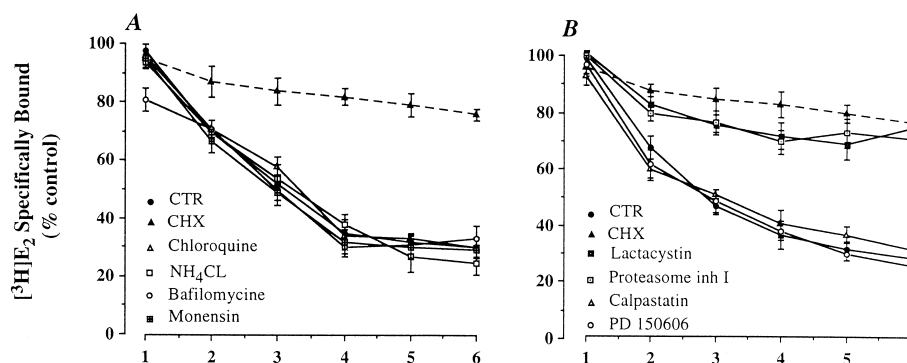 A
[³H]E₂ Specifically Bound
(% control)
100
80
60
40
20
0
CTR
CHX
Chloroquine
NH₄CL
Bafilomycine
Monensin
1 2 3 4 5 6
B
100
80
60
40
20
0
CTR
CHX
Lactacystin
Proteasome inh I
Calpastatin
PD 150606
1 2 3 4 5